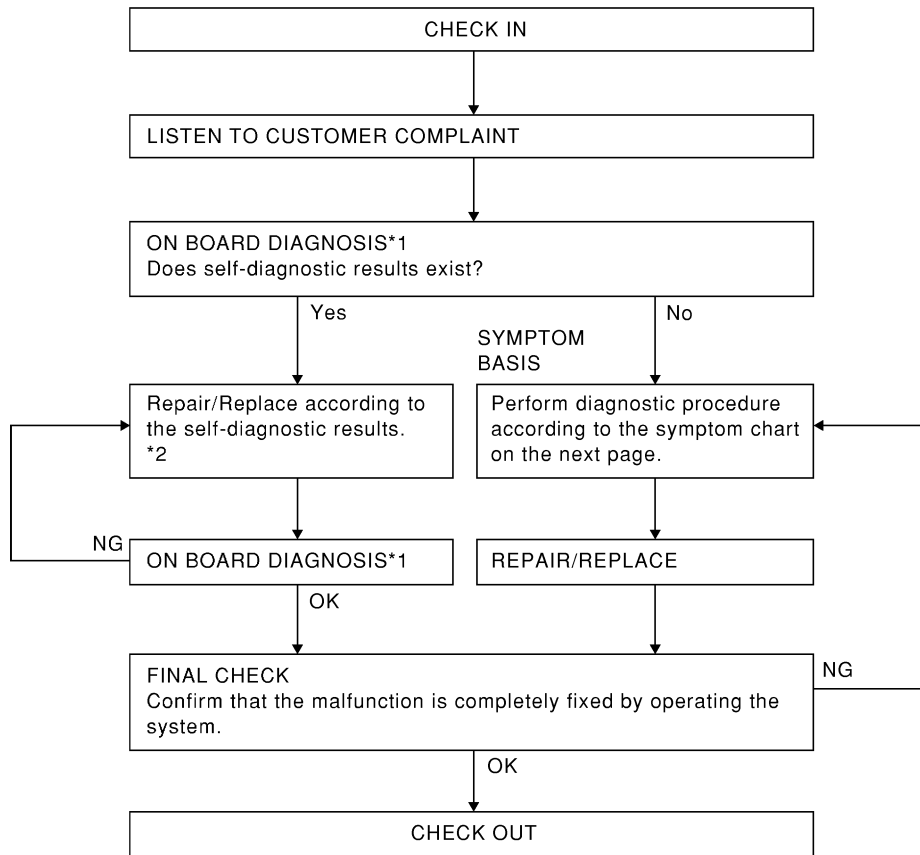 CHECK IN
LISTEN TO CUSTOMER COMPLAINT
ON BOARD DIAGNOSIS*1
Does self-diagnostic results exist?
Yes
No
SYMPTOM
BASIS
Repair/Replace according to
the self-diagnostic results.
*2
Perform diagnostic procedure
according to the symptom chart
on the next page.
NG
ON BOARD DIAGNOSIS*1
REPAIR/REPLACE
OK
FINAL CHECK
Confirm that the malfunction is completely fixed by operating the
system.
NG
OK
CHECK OUT